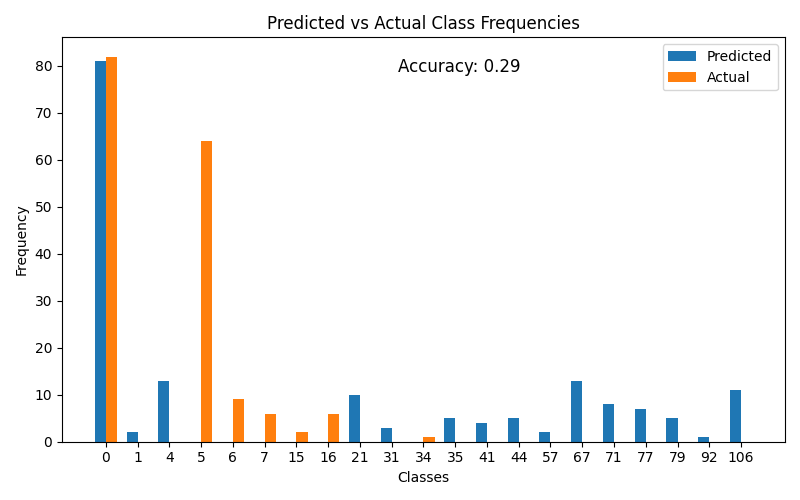 Predicted vs Actual Class Frequencies
Accuracy: 0.29
Predicted
Actual
Frequency
80
70
60
50
40
30
20
10
0
0 1 4 5 6 7 15 16 21 31 34 35 41 44 57 67 71 77 79 92 106
Classes